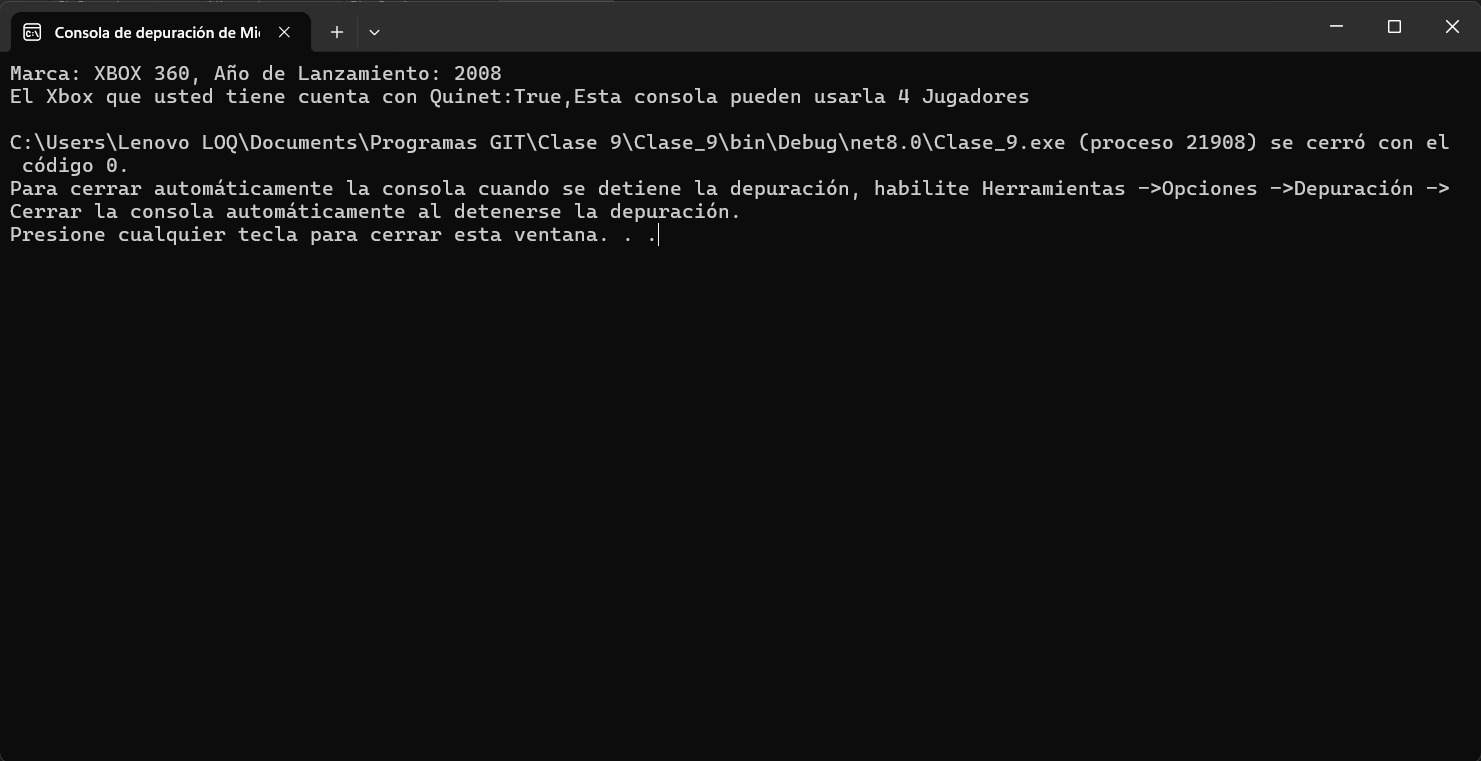 Consola de depuración de Mi
Marca: XBOX 360, Año de Lanzamiento: 2008
El Xbox que usted tiene cuenta con Quinet:True,Esta consola pueden usarla 4 Jugadores
C:\Users\Lenovo LOQ\Documents\Programas GIT\Clase 9\Clase_9\bin\Debug\net8.0\Clase_9.exe (proceso 21908) se cerró con el
código 0.
Para cerrar automáticamente la consola cuando se detiene la depuración, habilite Herramientas ->Opciones ->Depuración ->
Cerrar la consola automáticamente al detenerse la depuración.
Presione cualquier tecla para cerrar esta ventana. . .